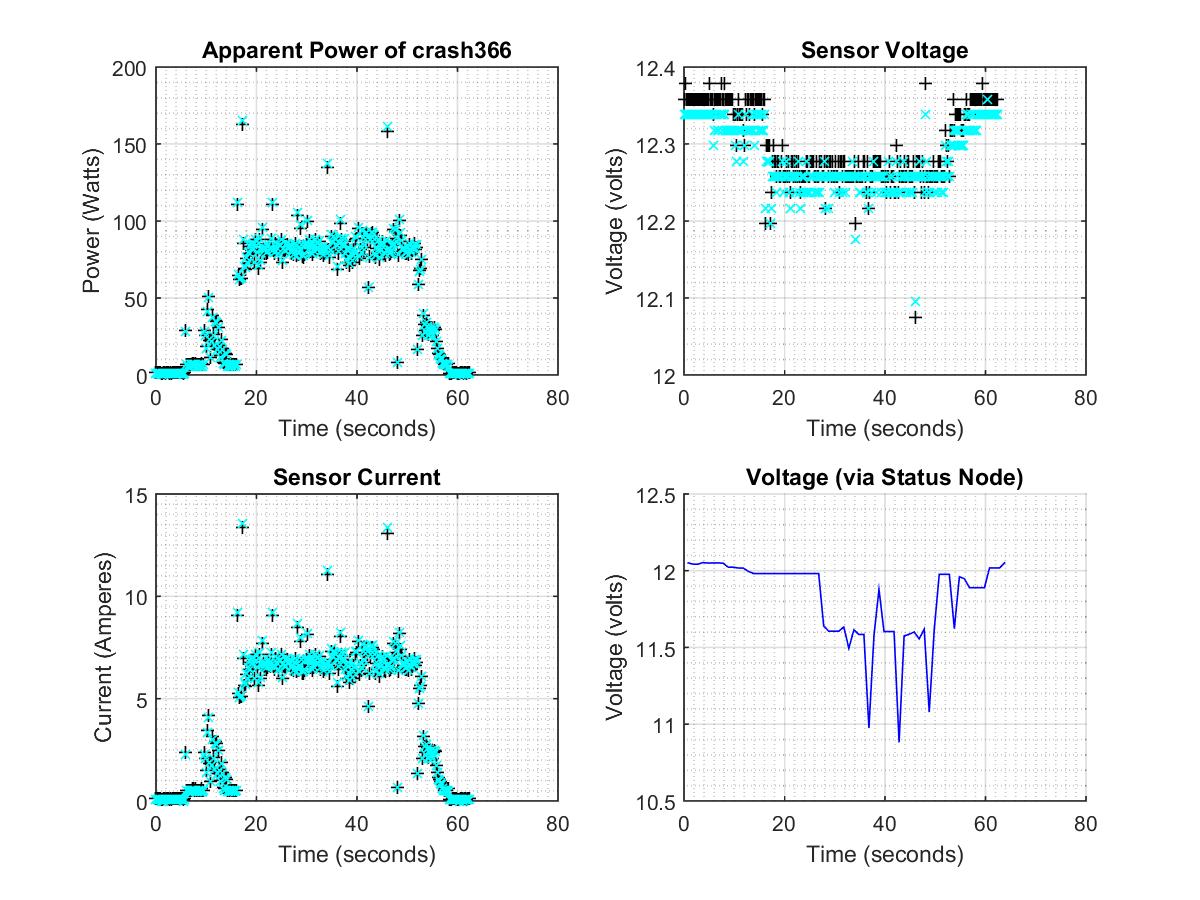 Apparent Power of crash366
200
150
100
50
0
0 20 40 60 80
Power (Watts)
Time (seconds)
Sensor Voltage
12.4
12.3
12.2
12.1
12
0 20 40 60 80
Voltage (volts)
Time (seconds)
Sensor Current
15
10
5
0
0 20 40 60 80
Current (Amperes)
Time (seconds)
Voltage (via Status Node)
12.5
12
11.5
11
10.5
0 20 40 60 80
Voltage (volts)
Time (seconds)